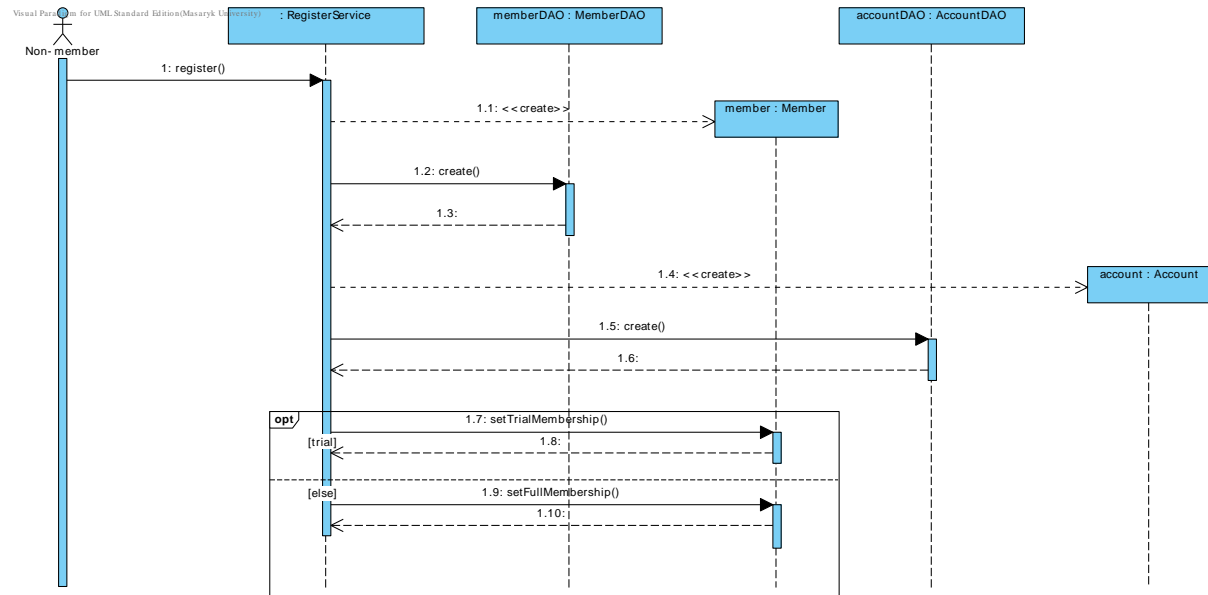 Visual Paradigm for UML Standard Edition(Masaryk University)
: RegisterService
memberDAO : MemberDAO
accountDAO : AccountDAO
Non-member
1: register()
1.1: <<create>>
member : Member
1.2: create()
1.3:
1.4: <<create>>
account : Account
1.5: create()
1.6:
opt
1.7: setTrialMembership()
[trial]
1.8:
[else]
1.9: setFullMembership()
1.10: